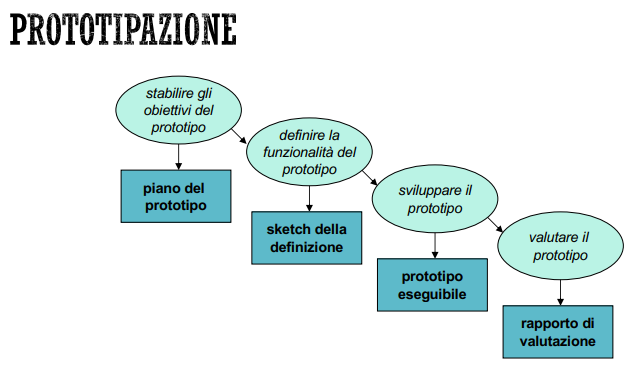 PROTOTIPAZIONE
stabilire gli
obiettivi del
prototipo
piano del
prototipo
definire la
funzionalità del
prototipo
sketch della
definizione
sviluppare il
prototipo
prototipo
eseguibile
valutare il
prototipo
rapporto di
valutazione